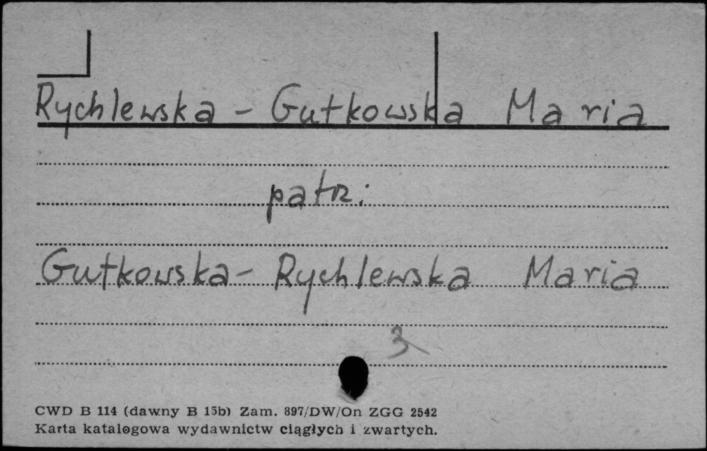 Rychlewska - Gutkowska Maria
patrz:
Gutkowska - Rychlewska Maria
3
CWD B 114 (dawny B 15b) Zam. 897/DW/On ZGG 2542
Karta katalogowa wydawnictw ciągłych i zwartych.